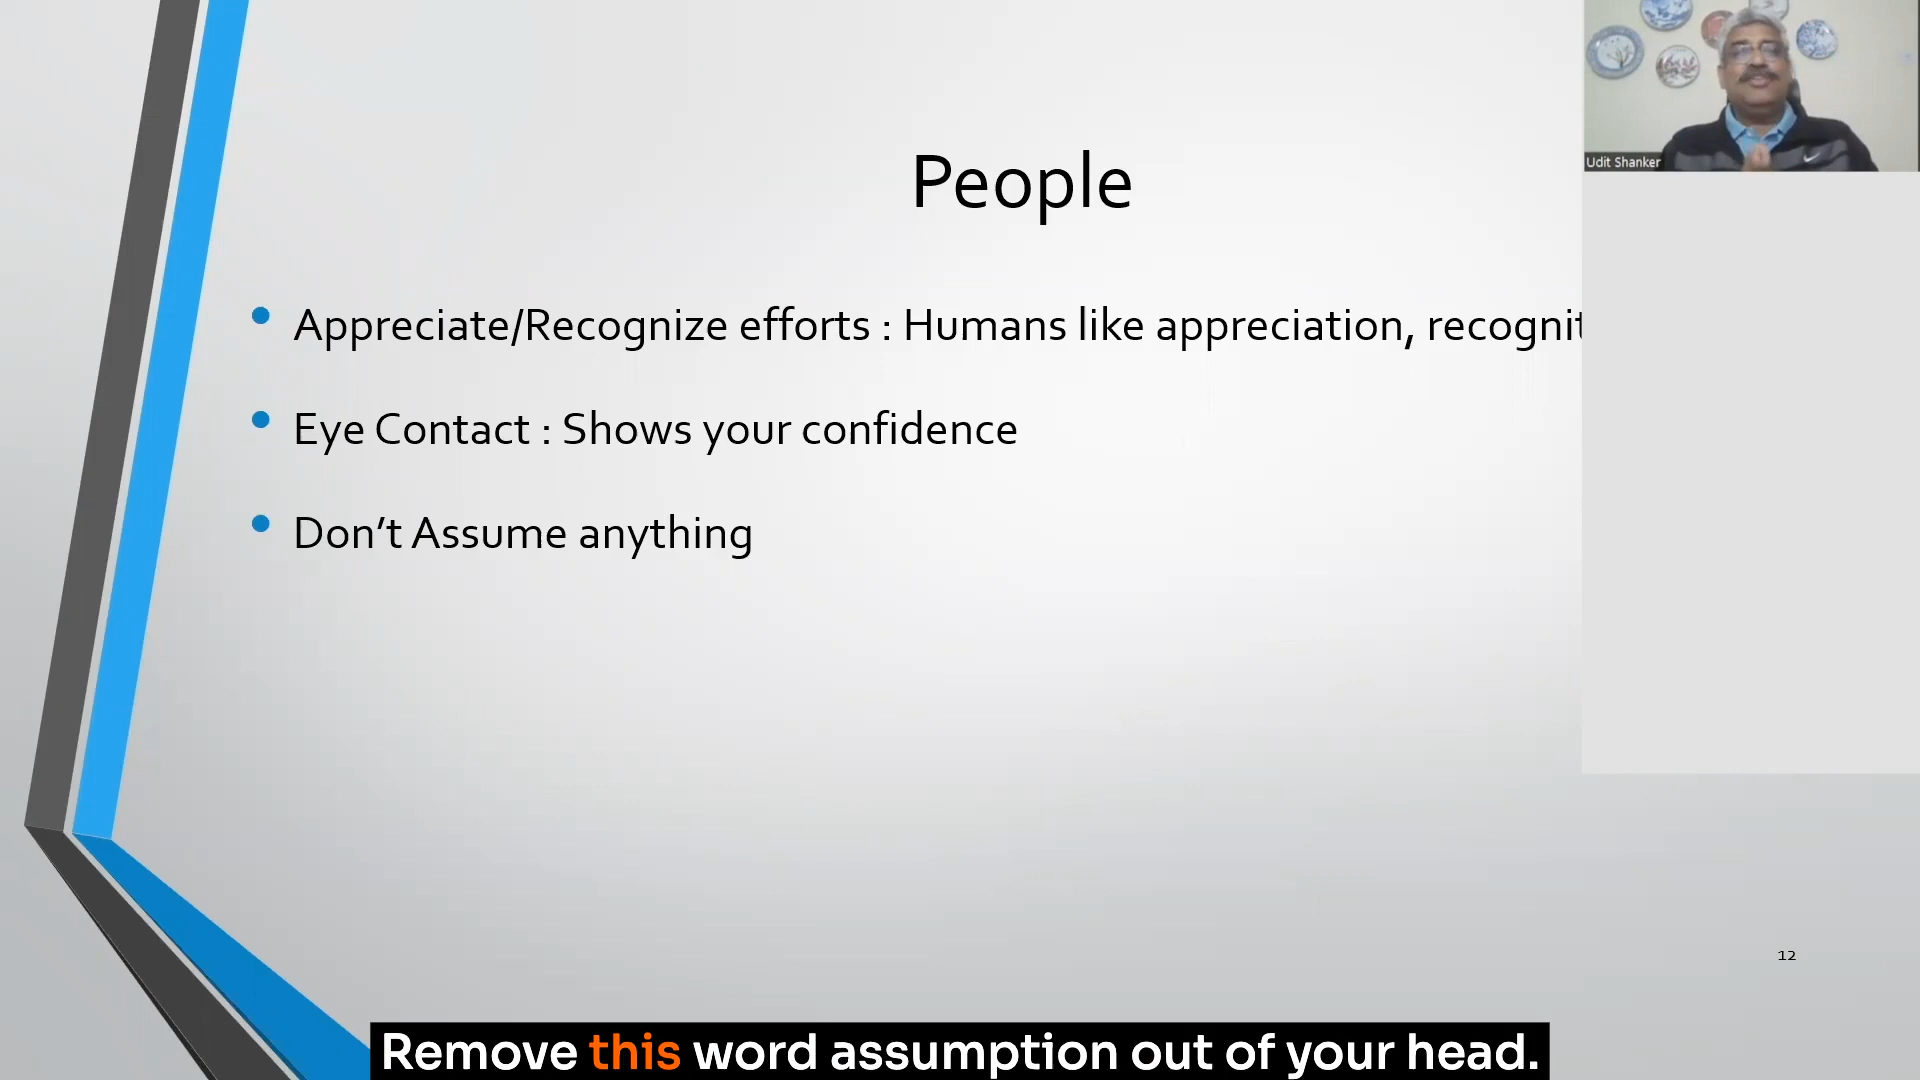 People
Udit Shanker
Appreciate/Recognize efforts : Humans like appreciation, recognit
Eye Contact : Shows your confidence
Don’t Assume anything
12
Remove this word assumption out of your head.